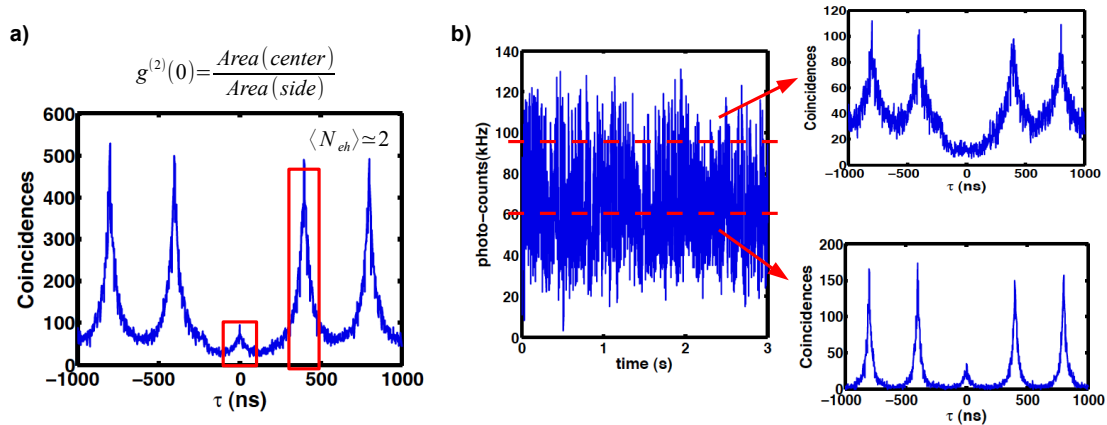 a)
g^(2)(0)=Area(center)/Area(side)
⟨N_eh⟩≃2
600
500
400
300
200
100
0
Coincidences
−1000 −500 0 500 1000
τ (ns)
b)
140
120
100
80
60
40
20
0
photo−counts(kHz)
0 1 2 3
time (s)
120
100
80
60
40
20
0
Coincidences
−1000 −500 0 500 1000
τ (ns)
200
150
100
50
0
Coincidences
−1000 −500 0 500 1000
τ (ns)